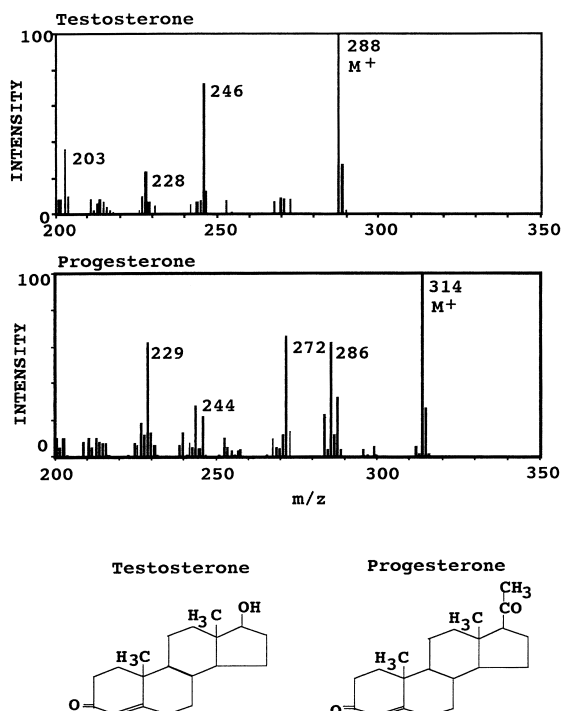 Testosterone
100
288
M+
246
INTENSITY
203
228
0
200 250 300 350
Progesterone
100
314
M+
229
272 286
INTENSITY
244
0
200 250 300 350
m/z
Testosterone Progesterone
CH3
OH CO
H3C H3C
H3C H3C
O O